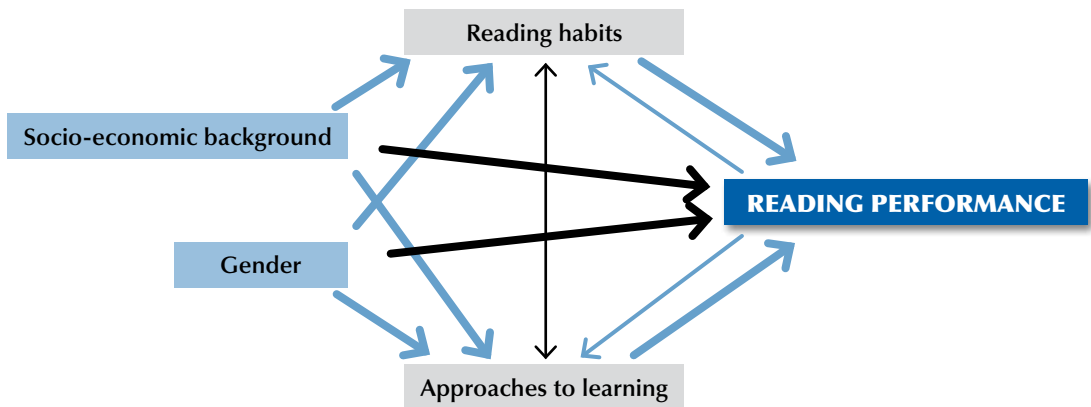 Reading habits
Socio-economic background
READING PERFORMANCE
Gender
Approaches to learning